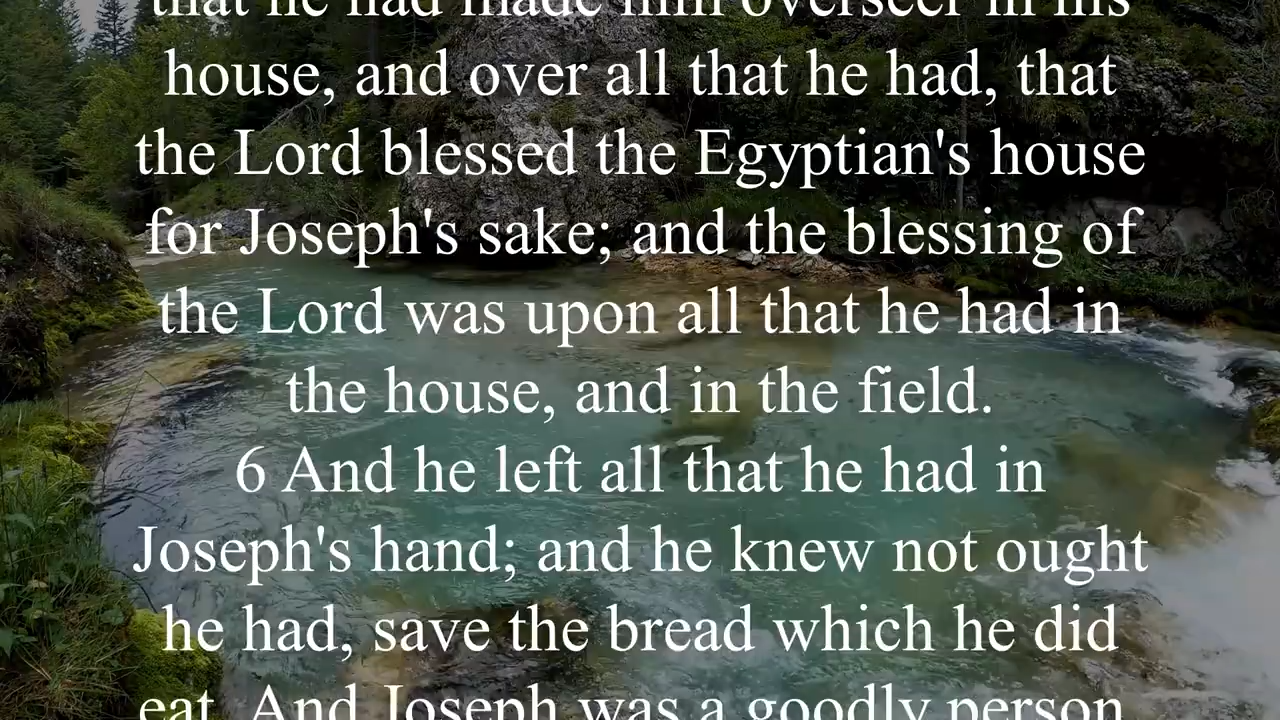 that he had made him overseer in his
house, and over all that he had, that
the Lord blessed the Egyptian's house
for Joseph's sake; and the blessing of
the Lord was upon all that he had in
the house, and in the field.
6 And he left all that he had in
Joseph's hand; and he knew not ought
he had, save the bread which he did
eat. And Joseph was a goodly person,